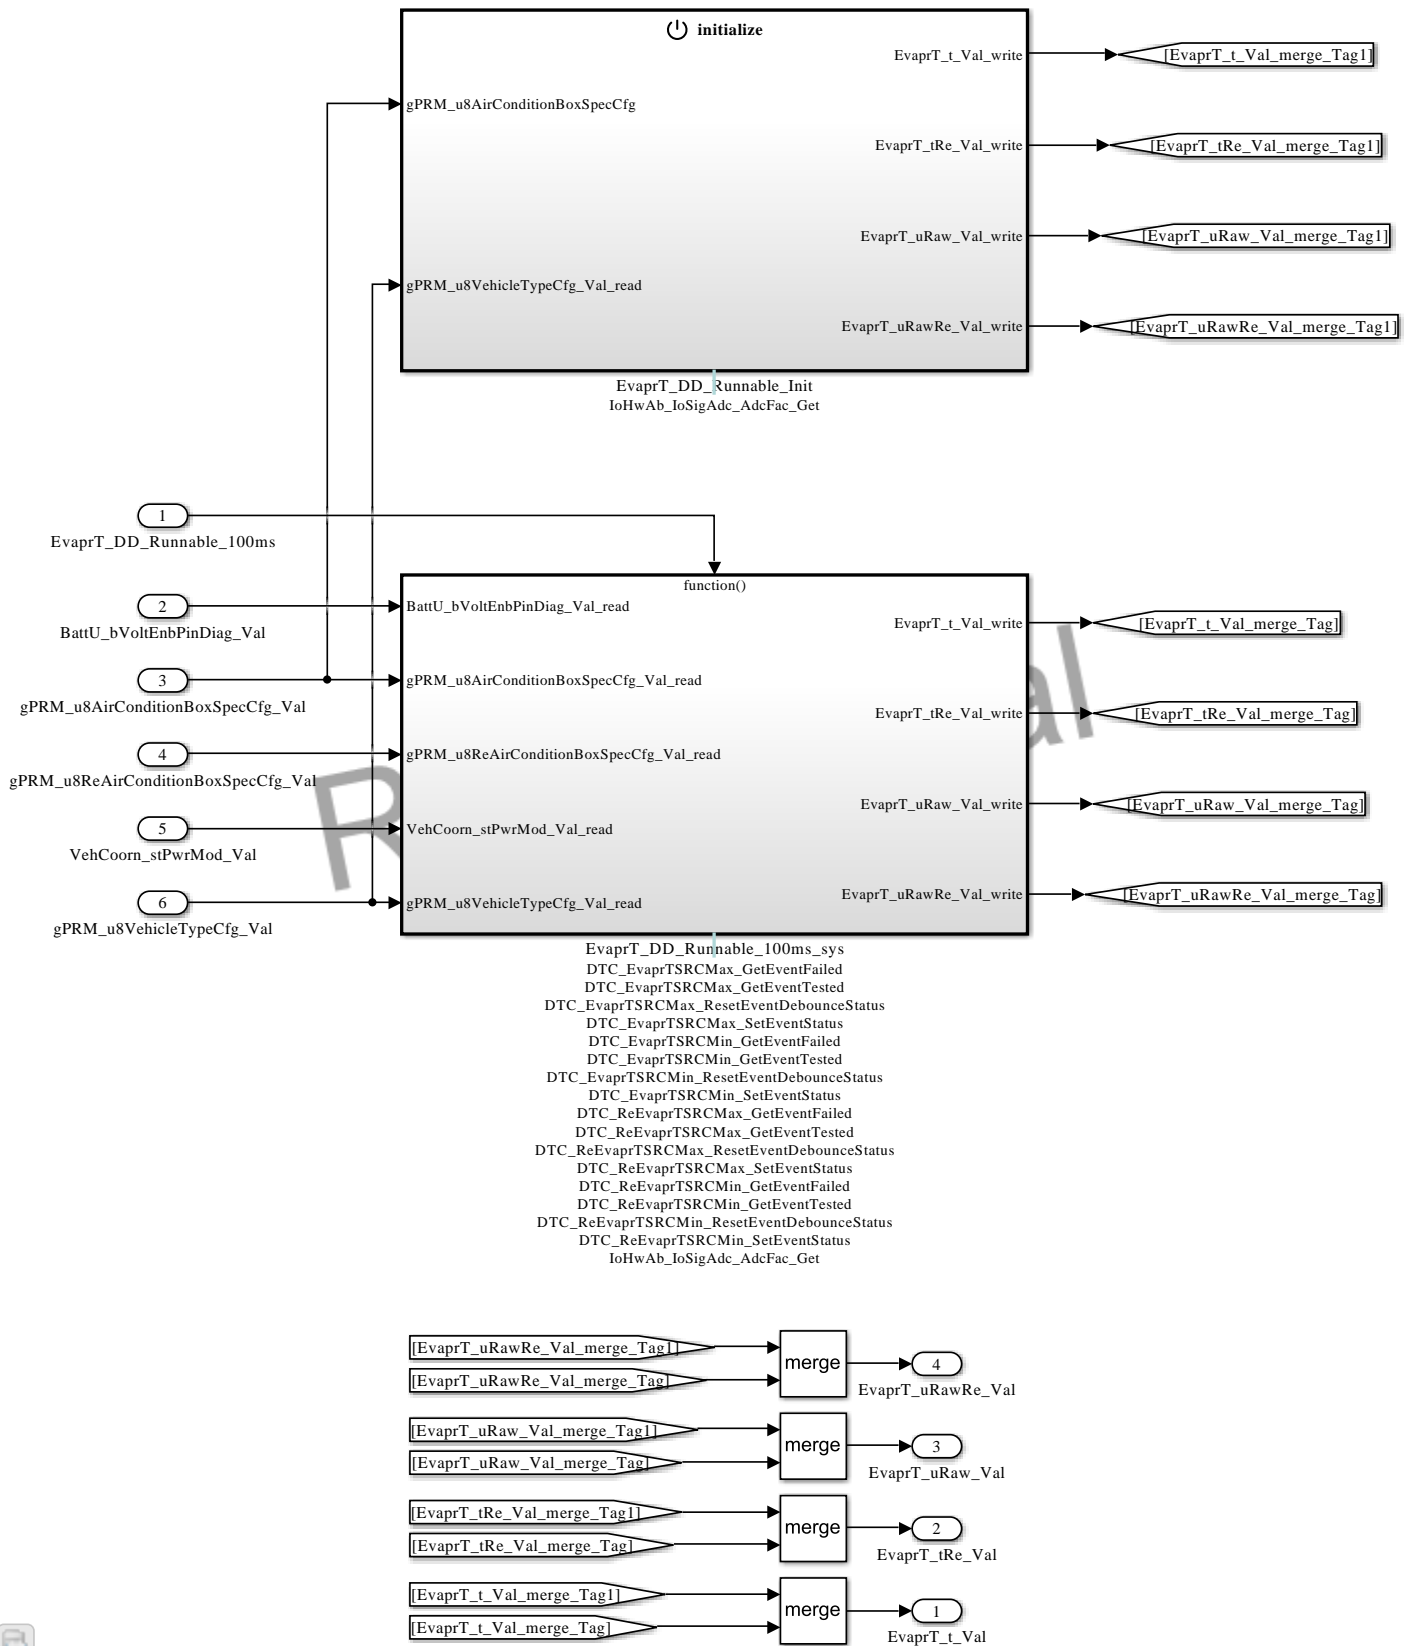 initialize
EvaprT_t_Val_write
[EvaprT_t_Val_merge_Tag1]
gPRM_u8AirConditionBoxSpecCfg
EvaprT_tRe_Val_write
[EvaprT_tRe_Val_merge_Tag1]
EvaprT_uRaw_Val_write
[EvaprT_uRaw_Val_merge_Tag1]
gPRM_u8VehicleTypeCfg_Val_read
EvaprT_uRawRe_Val_write
[EvaprT_uRawRe_Val_merge_Tag1]
EvaprT_DD_Runnable_Init
IoHwAb_IoSigAdc_AdcFac_Get
1
EvaprT_DD_Runnable_100ms
function()
2
BattU_bVoltEnbPinDiag_Val
BattU_bVoltEnbPinDiag_Val_read
EvaprT_t_Val_write
[EvaprT_t_Val_merge_Tag]
3
gPRM_u8AirConditionBoxSpecCfg_Val
gPRM_u8AirConditionBoxSpecCfg_Val_read
EvaprT_tRe_Val_write
[EvaprT_tRe_Val_merge_Tag]
4
gPRM_u8ReAirConditionBoxSpecCfg_Val
gPRM_u8ReAirConditionBoxSpecCfg_Val_read
EvaprT_uRaw_Val_write
[EvaprT_uRaw_Val_merge_Tag]
5
VehCoorn_stPwrMod_Val
VehCoorn_stPwrMod_Val_read
EvaprT_uRawRe_Val_write
[EvaprT_uRawRe_Val_merge_Tag]
6
gPRM_u8VehicleTypeCfg_Val
gPRM_u8VehicleTypeCfg_Val_read
EvaprT_DD_Runnable_100ms_sys
DTC_EvaprTSRCMax_GetEventFailed
DTC_EvaprTSRCMax_GetEventTested
DTC_EvaprTSRCMax_ResetEventDebounceStatus
DTC_EvaprTSRCMax_SetEventStatus
DTC_EvaprTSRCMin_GetEventFailed
DTC_EvaprTSRCMin_GetEventTested
DTC_EvaprTSRCMin_ResetEventDebounceStatus
DTC_EvaprTSRCMin_SetEventStatus
DTC_ReEvaprTSRCMax_GetEventFailed
DTC_ReEvaprTSRCMax_GetEventTested
DTC_ReEvaprTSRCMax_ResetEventDebounceStatus
DTC_ReEvaprTSRCMax_SetEventStatus
DTC_ReEvaprTSRCMin_GetEventFailed
DTC_ReEvaprTSRCMin_GetEventTested
DTC_ReEvaprTSRCMin_ResetEventDebounceStatus
DTC_ReEvaprTSRCMin_SetEventStatus
IoHwAb_IoSigAdc_AdcFac_Get
[EvaprT_uRawRe_Val_merge_Tag1]
[EvaprT_uRawRe_Val_merge_Tag]
merge
4
EvaprT_uRawRe_Val
[EvaprT_uRaw_Val_merge_Tag1]
[EvaprT_uRaw_Val_merge_Tag]
merge
3
EvaprT_uRaw_Val
[EvaprT_tRe_Val_merge_Tag1]
[EvaprT_tRe_Val_merge_Tag]
merge
2
EvaprT_tRe_Val
[EvaprT_t_Val_merge_Tag1]
[EvaprT_t_Val_merge_Tag]
merge
1
EvaprT_t_Val